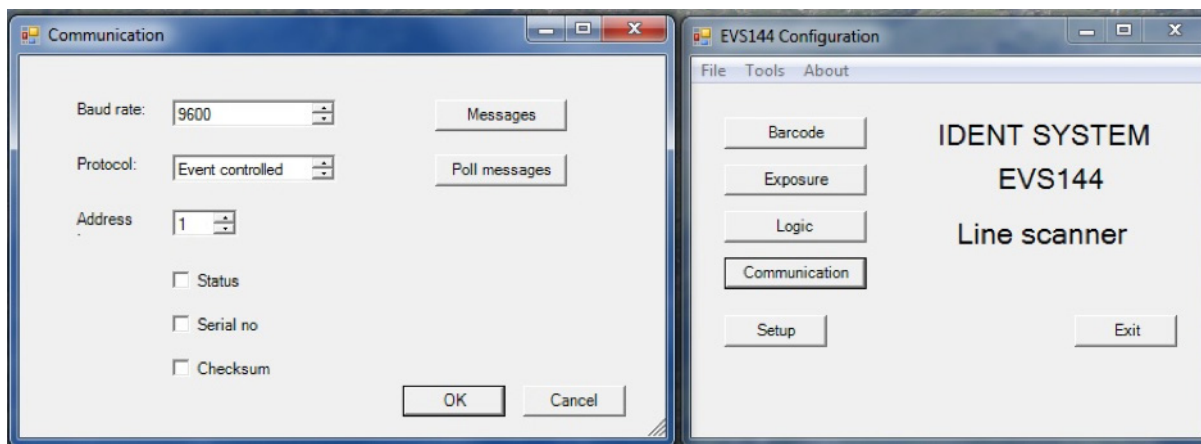 Communication
Baud rate:
9600
Messages
Protocol:
Event controlled
Poll messages
Address
1
Status
Serial no
Checksum
OK
Cancel
EVS144 Configuration
File Tools About
Barcode
Exposure
Logic
Communication
Setup
IDENT SYSTEM
EVS144
Line scanner
Exit